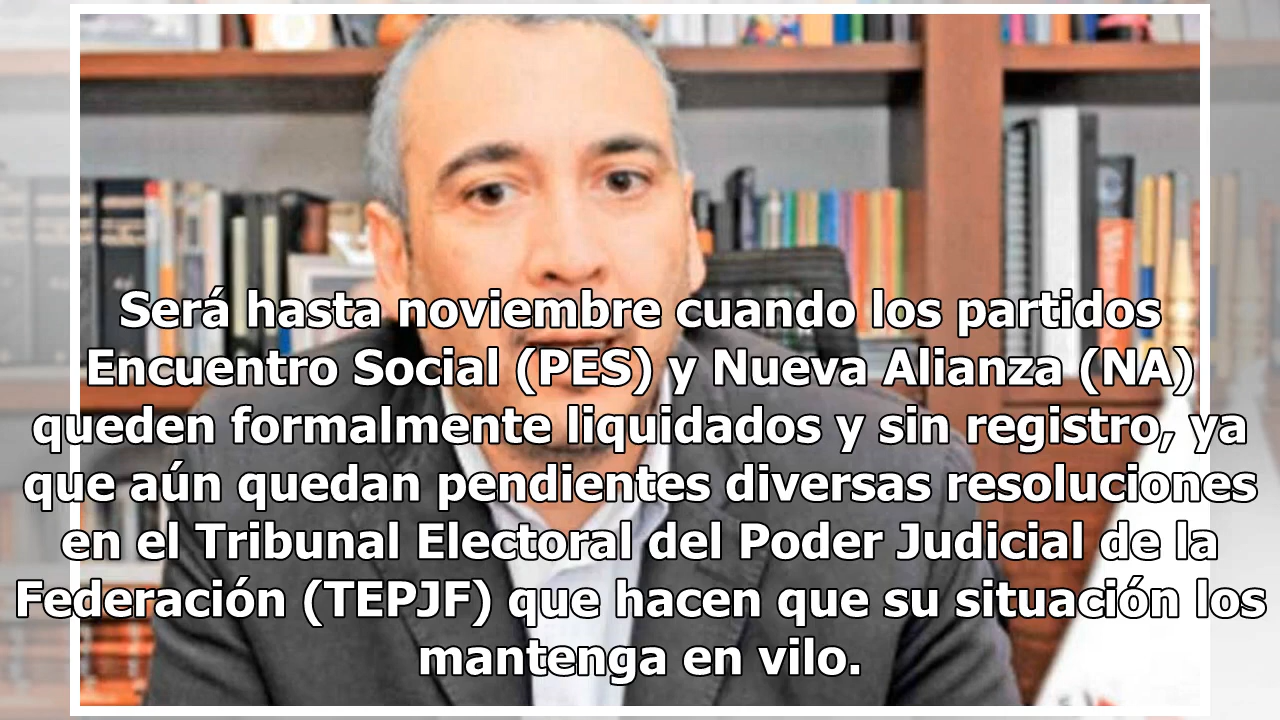 Será hasta noviembre cuando los partidos
Encuentro Social (PES) y Nueva Alianza (NA)
queden formalmente liquidados y sin registro, ya
que aún quedan pendientes diversas resoluciones
en el Tribunal Electoral del Poder Judicial de la
Federación (TEPJF) que hacen que su situación los
mantenga en vilo.